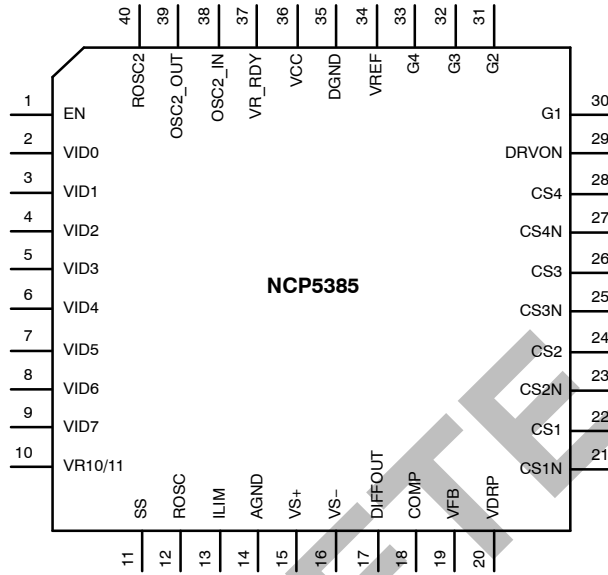 40 39 38 37 36 35 34 33 32 31
ROSC2 OSC2_OUT OSC2_IN VR_RDY VCC DGND VREF G4 G3 G2
1 EN G1 30
2 VID0 DRVON 29
3 VID1 CS4 28
4 VID2 CS4N 27
5 VID3 CS3 26
NCP5385
6 VID4 CS3N 25
7 VID5 CS2 24
8 VID6 CS2N 23
9 VID7 CS1 22
10 VR10/11 CS1N 21
SS ROSC ILIM AGND VS+ VS− DIFFOUT COMP VFB VDRP
11 12 13 14 15 16 17 18 19 20